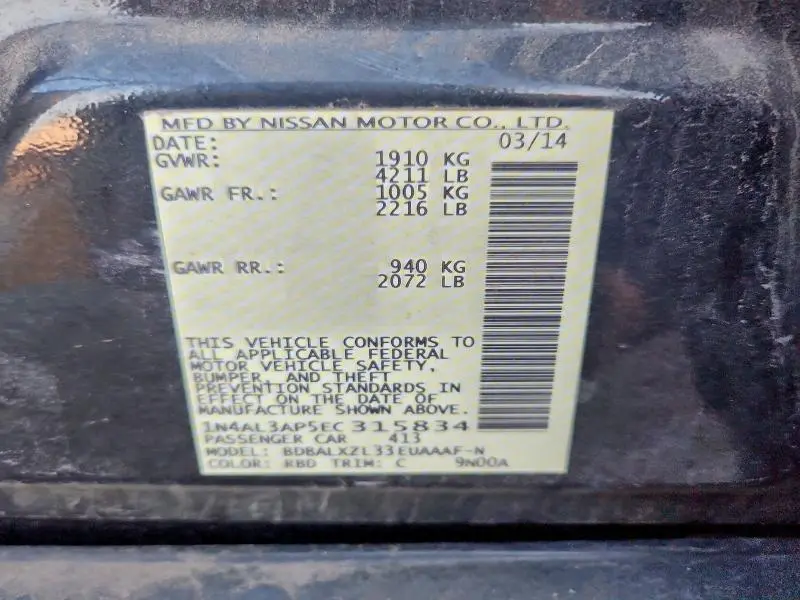 MFD BY NISSAN MOTOR CO., LTD.
DATE: 03/14
GVWR: 1910 KG
4211 LB
GAWR FR.: 1005 KG
2216 LB
GAWR RR.: 940 KG
2072 LB
THIS VEHICLE CONFORMS TO
ALL APPLICABLE FEDERAL
MOTOR VEHICLE SAFETY,
BUMPER, AND THEFT
PREVENTION STANDARDS IN
EFFECT ON THE DATE OF
MANUFACTURE SHOWN ABOVE.
1N4AL3AP5EC315834
PASSENGER CAR 413
MODEL: BDBALXZL33EUAAAF-N
COLOR: RBD TRIM: C 9N00A